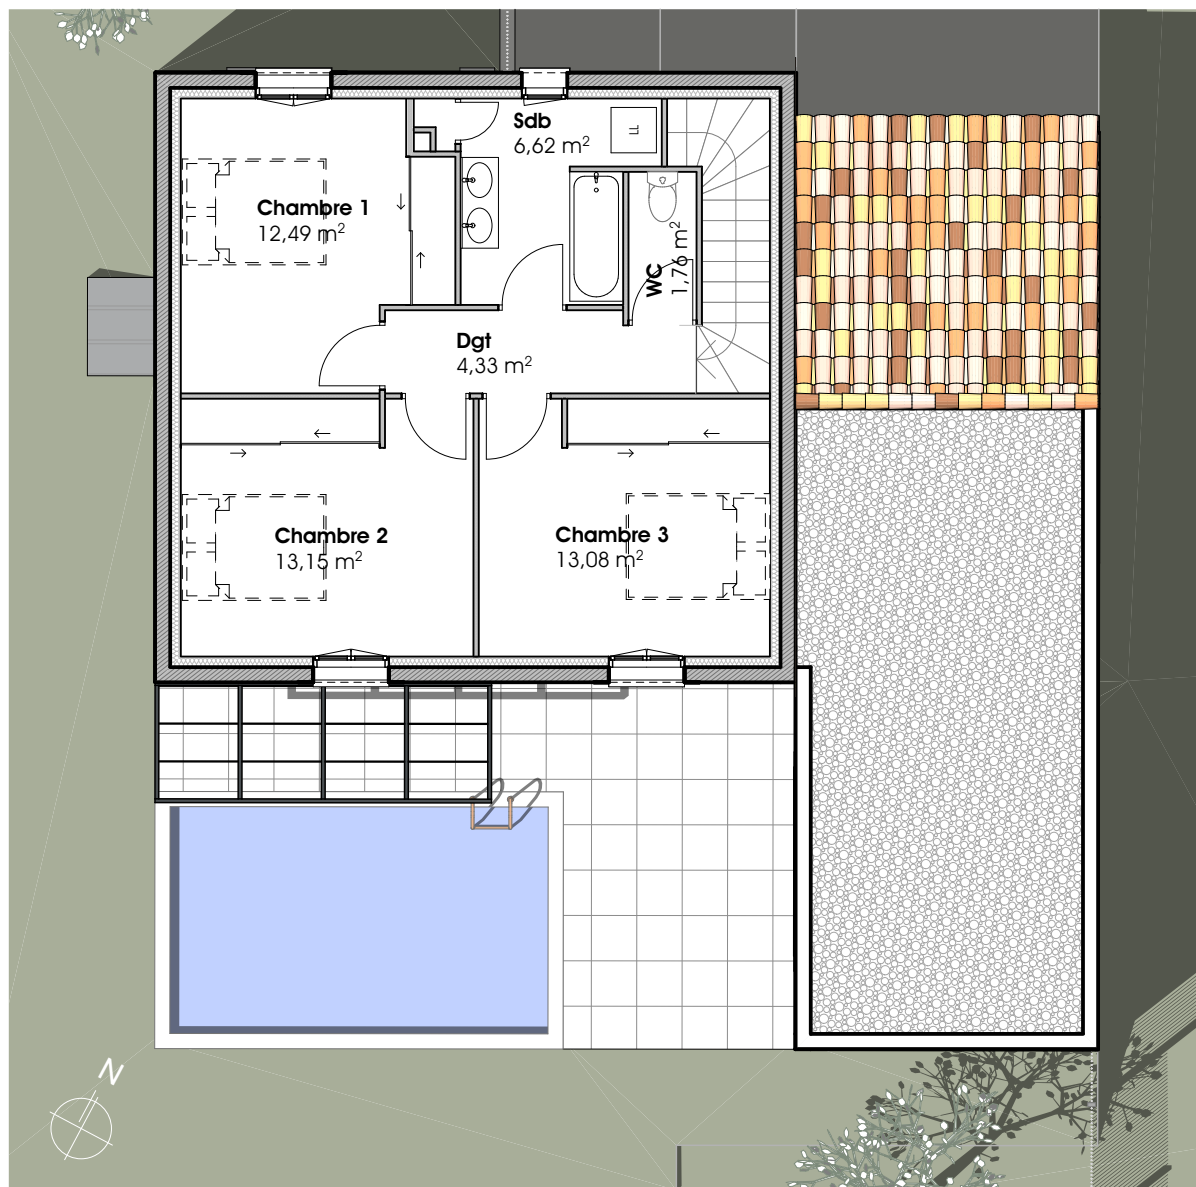 Sdb
6,62 m²
LL
Chambre 1
12,49 m²
WC
1,76 m²
Dgt
4,33 m²
Chambre 2
13,15 m²
Chambre 3
13,08 m²
N